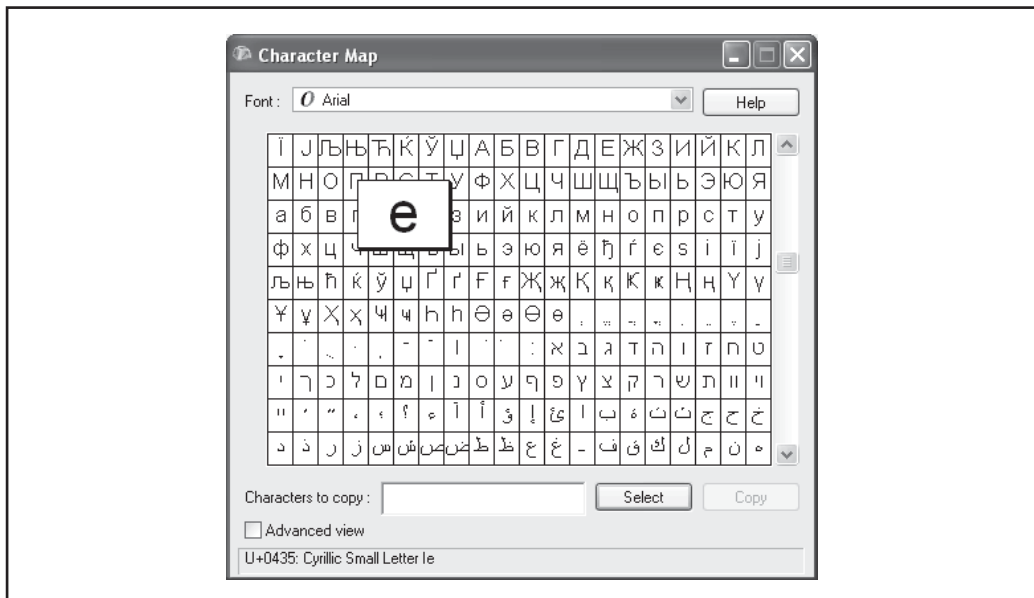 Character Map
Font : O Arial Help
Ї Ј Љ Њ Ћ Ќ Ў Џ А Б В Г Д Е Ж З И Й К Л
М Н О П Р С Т У Ф Х Ц Ч Ш Щ Ъ Ы Ь Э Ю Я
а б в г е з и й к л м н о п р с т у
ф х ц ч ш щ ъ ы ь э ю я ё ђ ѓ є ѕ і ї ј
љ њ ћ ќ ў џ Ґ ґ Ғ ғ Җ җ Қ қ Ҝ ҝ Ң ң Ү ү
Ұ ұ Ҳ ҳ Ҹ ҹ Һ һ Ә ә Ө ө
א ב ג ד ה ו ז ח ט
י ך כ ל ם מ ן נ ס ע ף פ ץ צ ק ר ש ת װ ױ
ײ ׳ ״ ، ؛ ؟ ء آ أ ؤ إ ئ ا ب ة ت ث ج ح خ
د ذ ر ز س ش ص ض ط ظ ع غ ـ ف ق ك ل م ن ه
Characters to copy : Select Copy
Advanced view
U+0435: Cyrillic Small Letter Ie